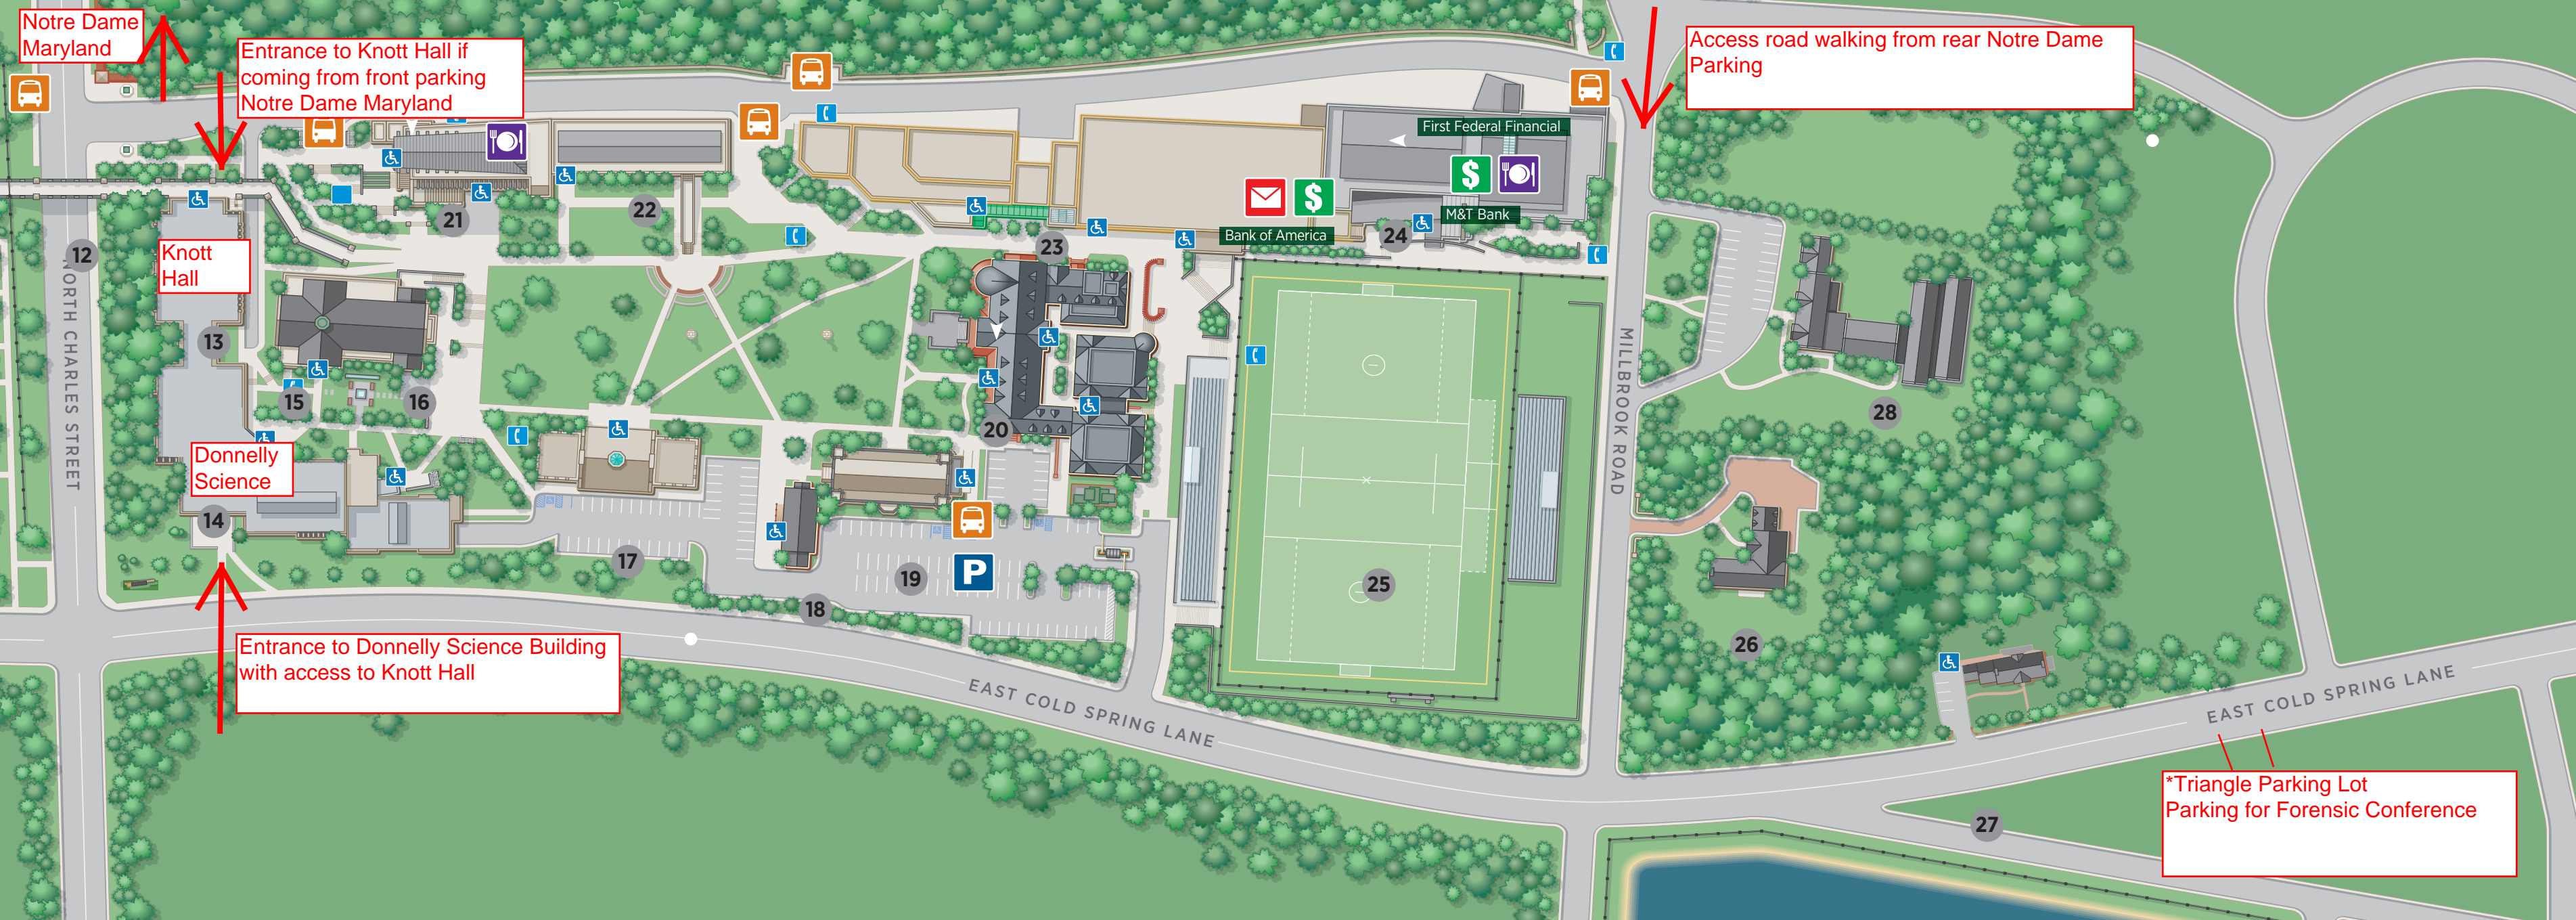 Notre Dame
Maryland
Entrance to Knott Hall if
coming from front parking
Notre Dame Maryland
Access road walking from rear Notre Dame
Parking
First Federal Financial
M&T Bank
Bank of America
21
22
23
24
12
Knott
Hall
13
15
16
20
28
NORTH CHARLES STREET
MILLBROOK ROAD
Donnelly
Science
14
17
19
P
18
25
26
Entrance to Donnelly Science Building
with access to Knott Hall
EAST COLD SPRING LANE
EAST COLD SPRING LANE
*Triangle Parking Lot
Parking for Forensic Conference
27